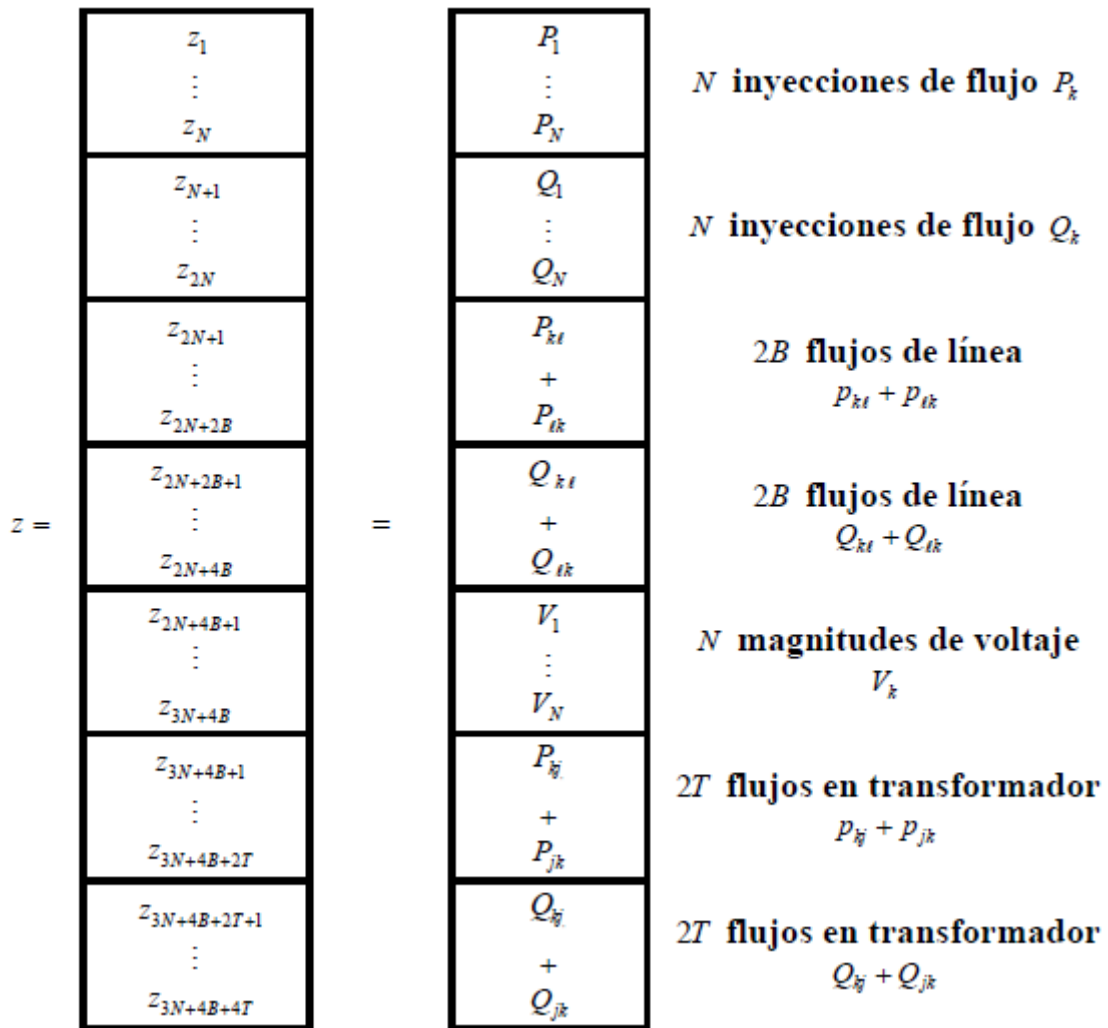 z_1 P_1
⋮ ⋮ N inyecciones de flujo P_k
z_N P_N
z_{N+1} Q_1
⋮ ⋮ N inyecciones de flujo Q_k
z_{2N} Q_N
z_{2N+1} P_{kℓ} 2B flujos de línea
⋮ + p_{kℓ} + p_{ℓk}
z_{2N+2B} P_{ℓk}
z_{2N+2B+1} Q_{kℓ} 2B flujos de línea
z = ⋮ = + Q_{kℓ} + Q_{ℓk}
z_{2N+4B} Q_{ℓk}
z_{2N+4B+1} V_1 N magnitudes de voltaje
⋮ ⋮ V_k
z_{3N+4B} V_N
z_{3N+4B+1} P_{kj} 2T flujos en transformador
⋮ + p_{kj} + p_{jk}
z_{3N+4B+2T} P_{jk}
z_{3N+4B+2T+1} Q_{kj} 2T flujos en transformador
⋮ + Q_{kj} + Q_{jk}
z_{3N+4B+4T} Q_{jk}